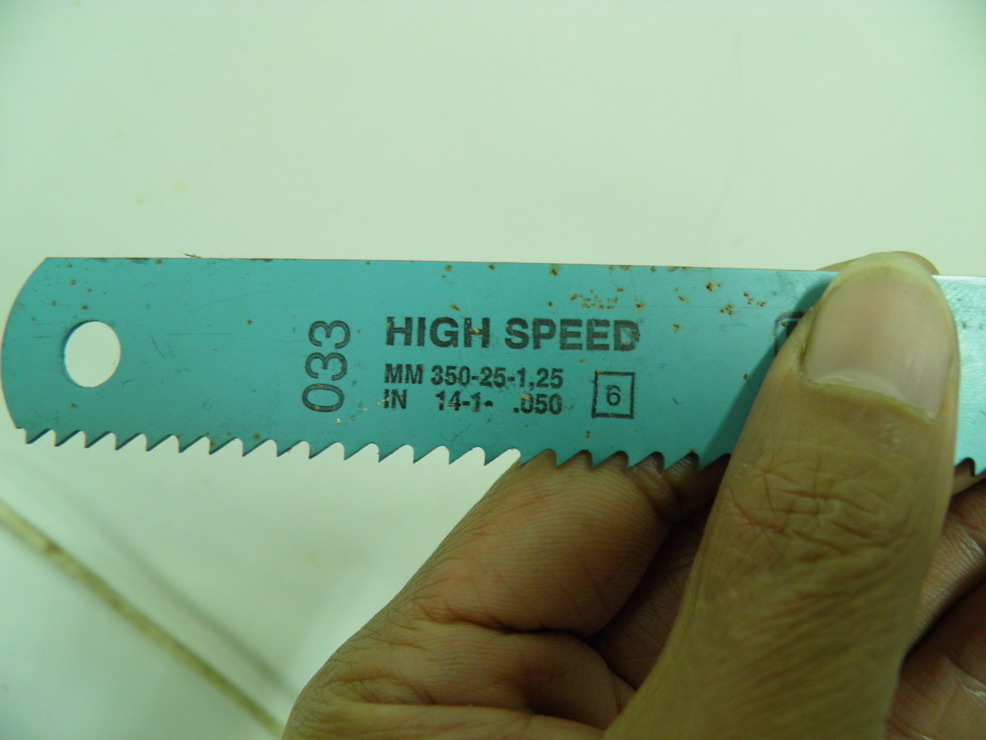 033
HIGH SPEED
MM 350-25-1,25
IN 14-1- .050
6